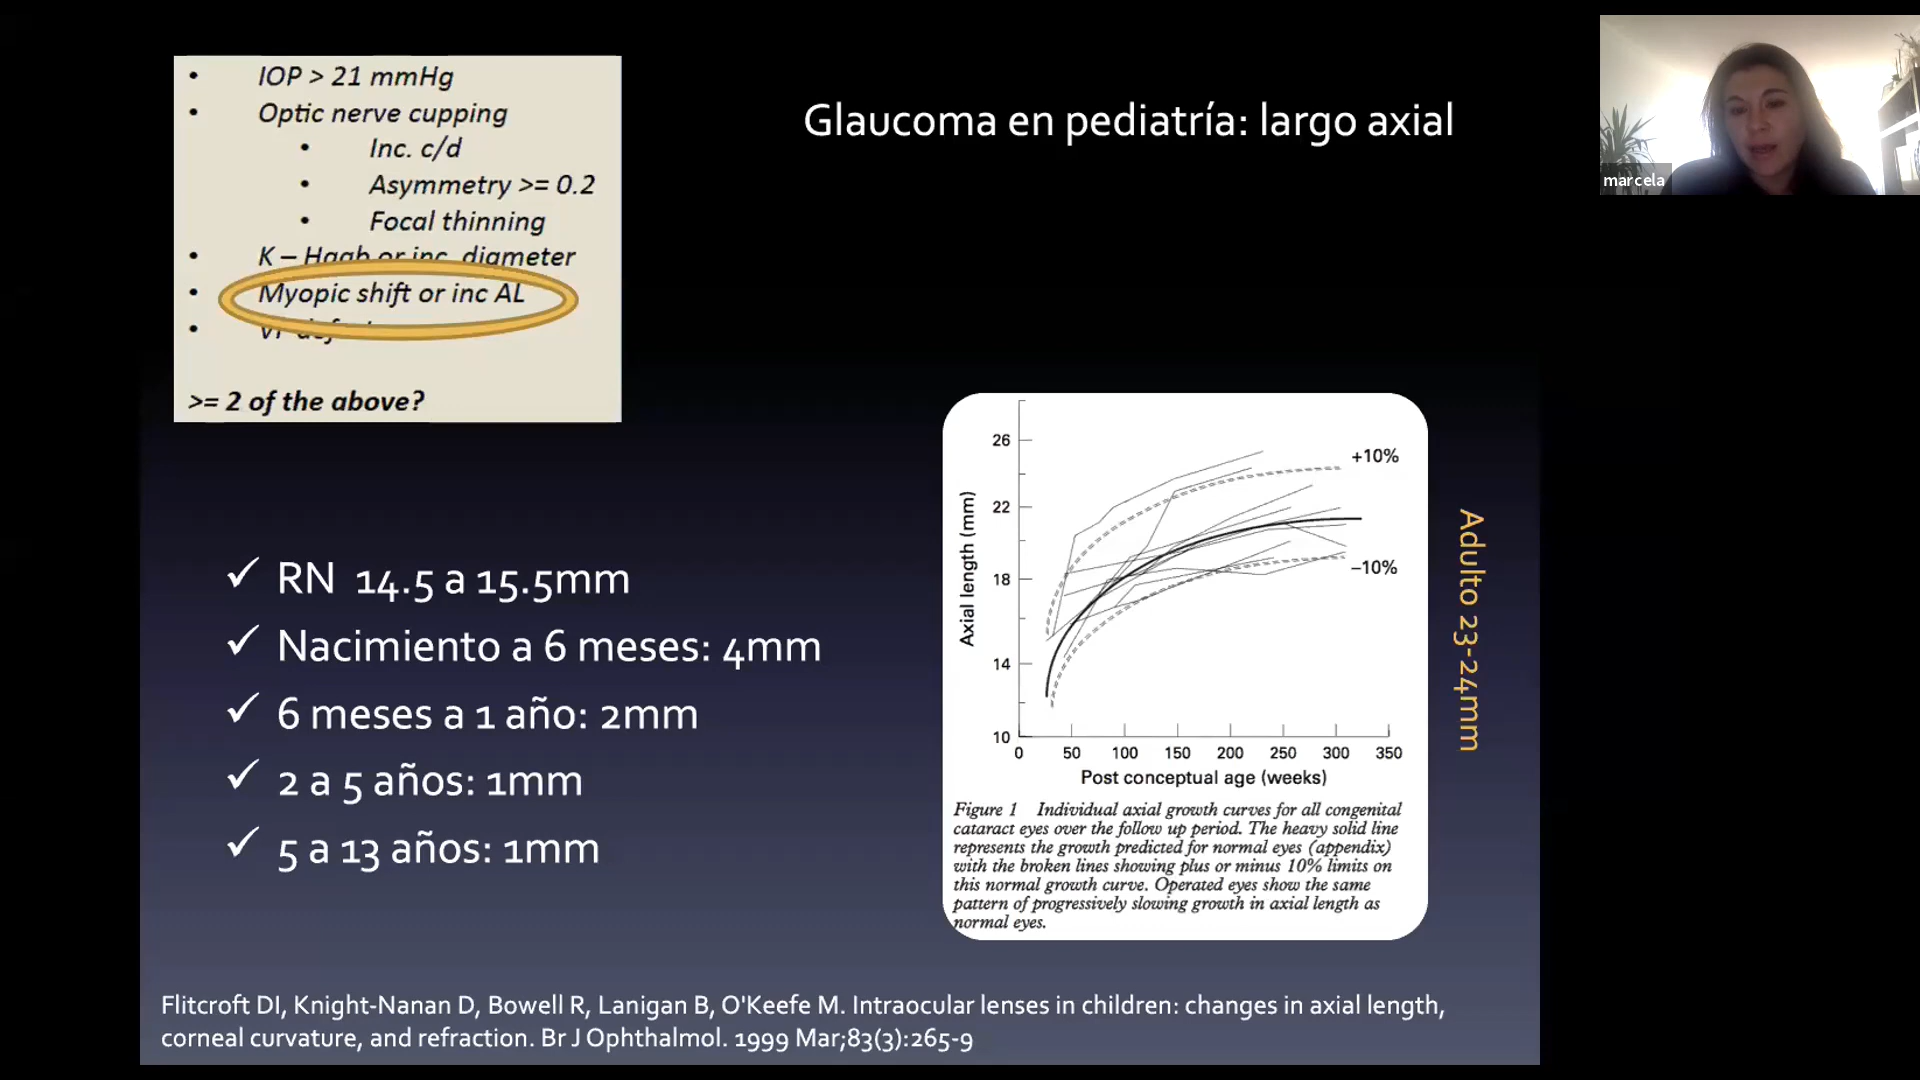 • IOP > 21 mmHg
• Optic nerve cupping
• Inc. c/d
• Asymmetry >= 0.2
• Focal thinning
• K – Haab or inc. diameter
• Myopic shift or inc AL
•
>= 2 of the above?
Glaucoma en pediatría: largo axial
marcela
✓ RN 14.5 a 15.5mm
✓ Nacimiento a 6 meses: 4mm
✓ 6 meses a 1 año: 2mm
✓ 2 a 5 años: 1mm
✓ 5 a 13 años: 1mm
Axial length (mm)
26
22
18
14
10
+10%
–10%
0 50 100 150 200 250 300 350
Post conceptual age (weeks)
Figure 1 Individual axial growth curves for all congenital
cataract eyes over the follow up period. The heavy solid line
represents the growth predicted for normal eyes (appendix)
with the broken lines showing plus or minus 10% limits on
this normal growth curve. Operated eyes show the same
pattern of progressively slowing growth in axial length as
normal eyes.
Adulto 23-24mm
Flitcroft DI, Knight-Nanan D, Bowell R, Lanigan B, O'Keefe M. Intraocular lenses in children: changes in axial length,
corneal curvature, and refraction. Br J Ophthalmol. 1999 Mar;83(3):265-9